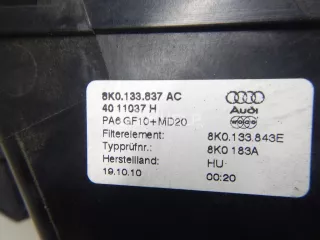 8K0.133.837 AC
40 11037 H
Audi
PA6 GF10+MD20
Filterelement: 8K0.133.843E
Typprüfnr.: 8K0 183A
Herstelland: HU
19.10.10 00:20